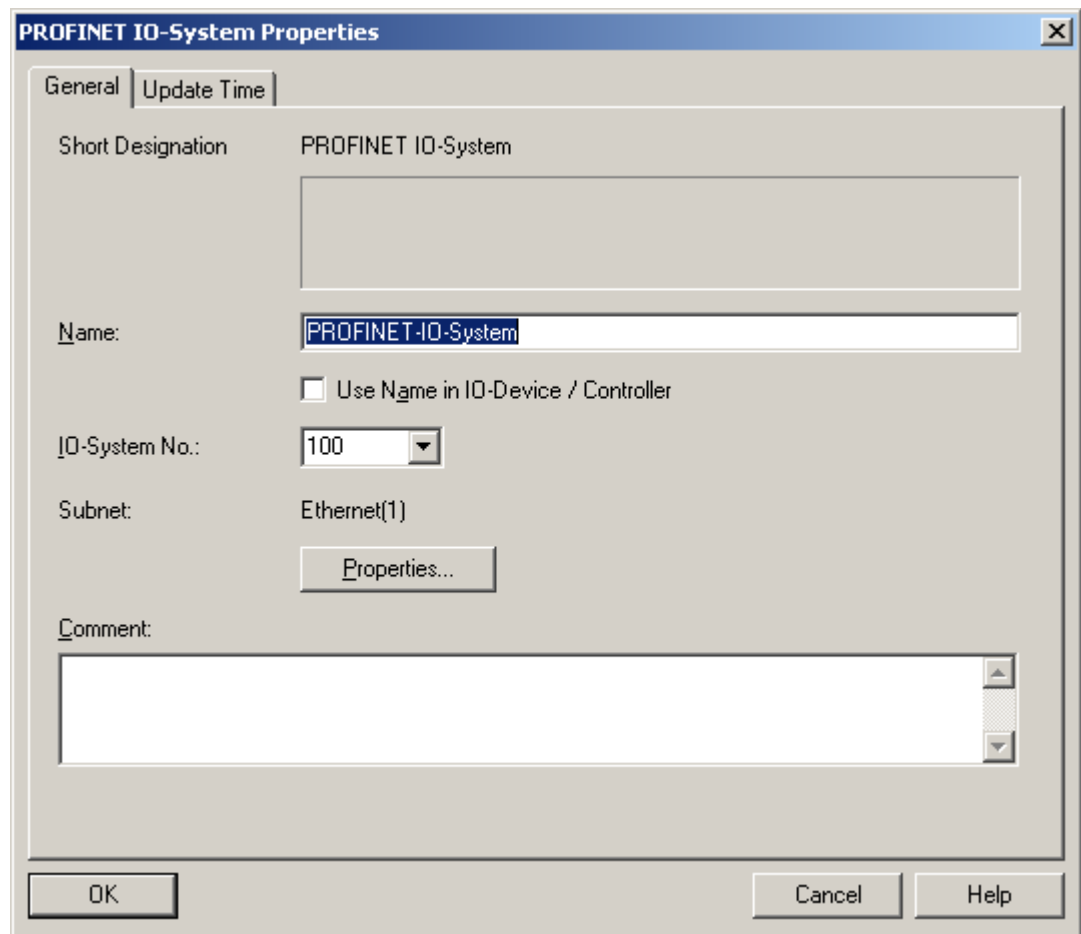 PROFINET IO-System Properties
General Update Time
Short Designation PROFINET IO-System
Name: PROFINET-IO-System
Use Name in IO-Device / Controller
IO-System No.: 100
Subnet: Ethernet(1)
Properties...
Comment:
OK Cancel Help